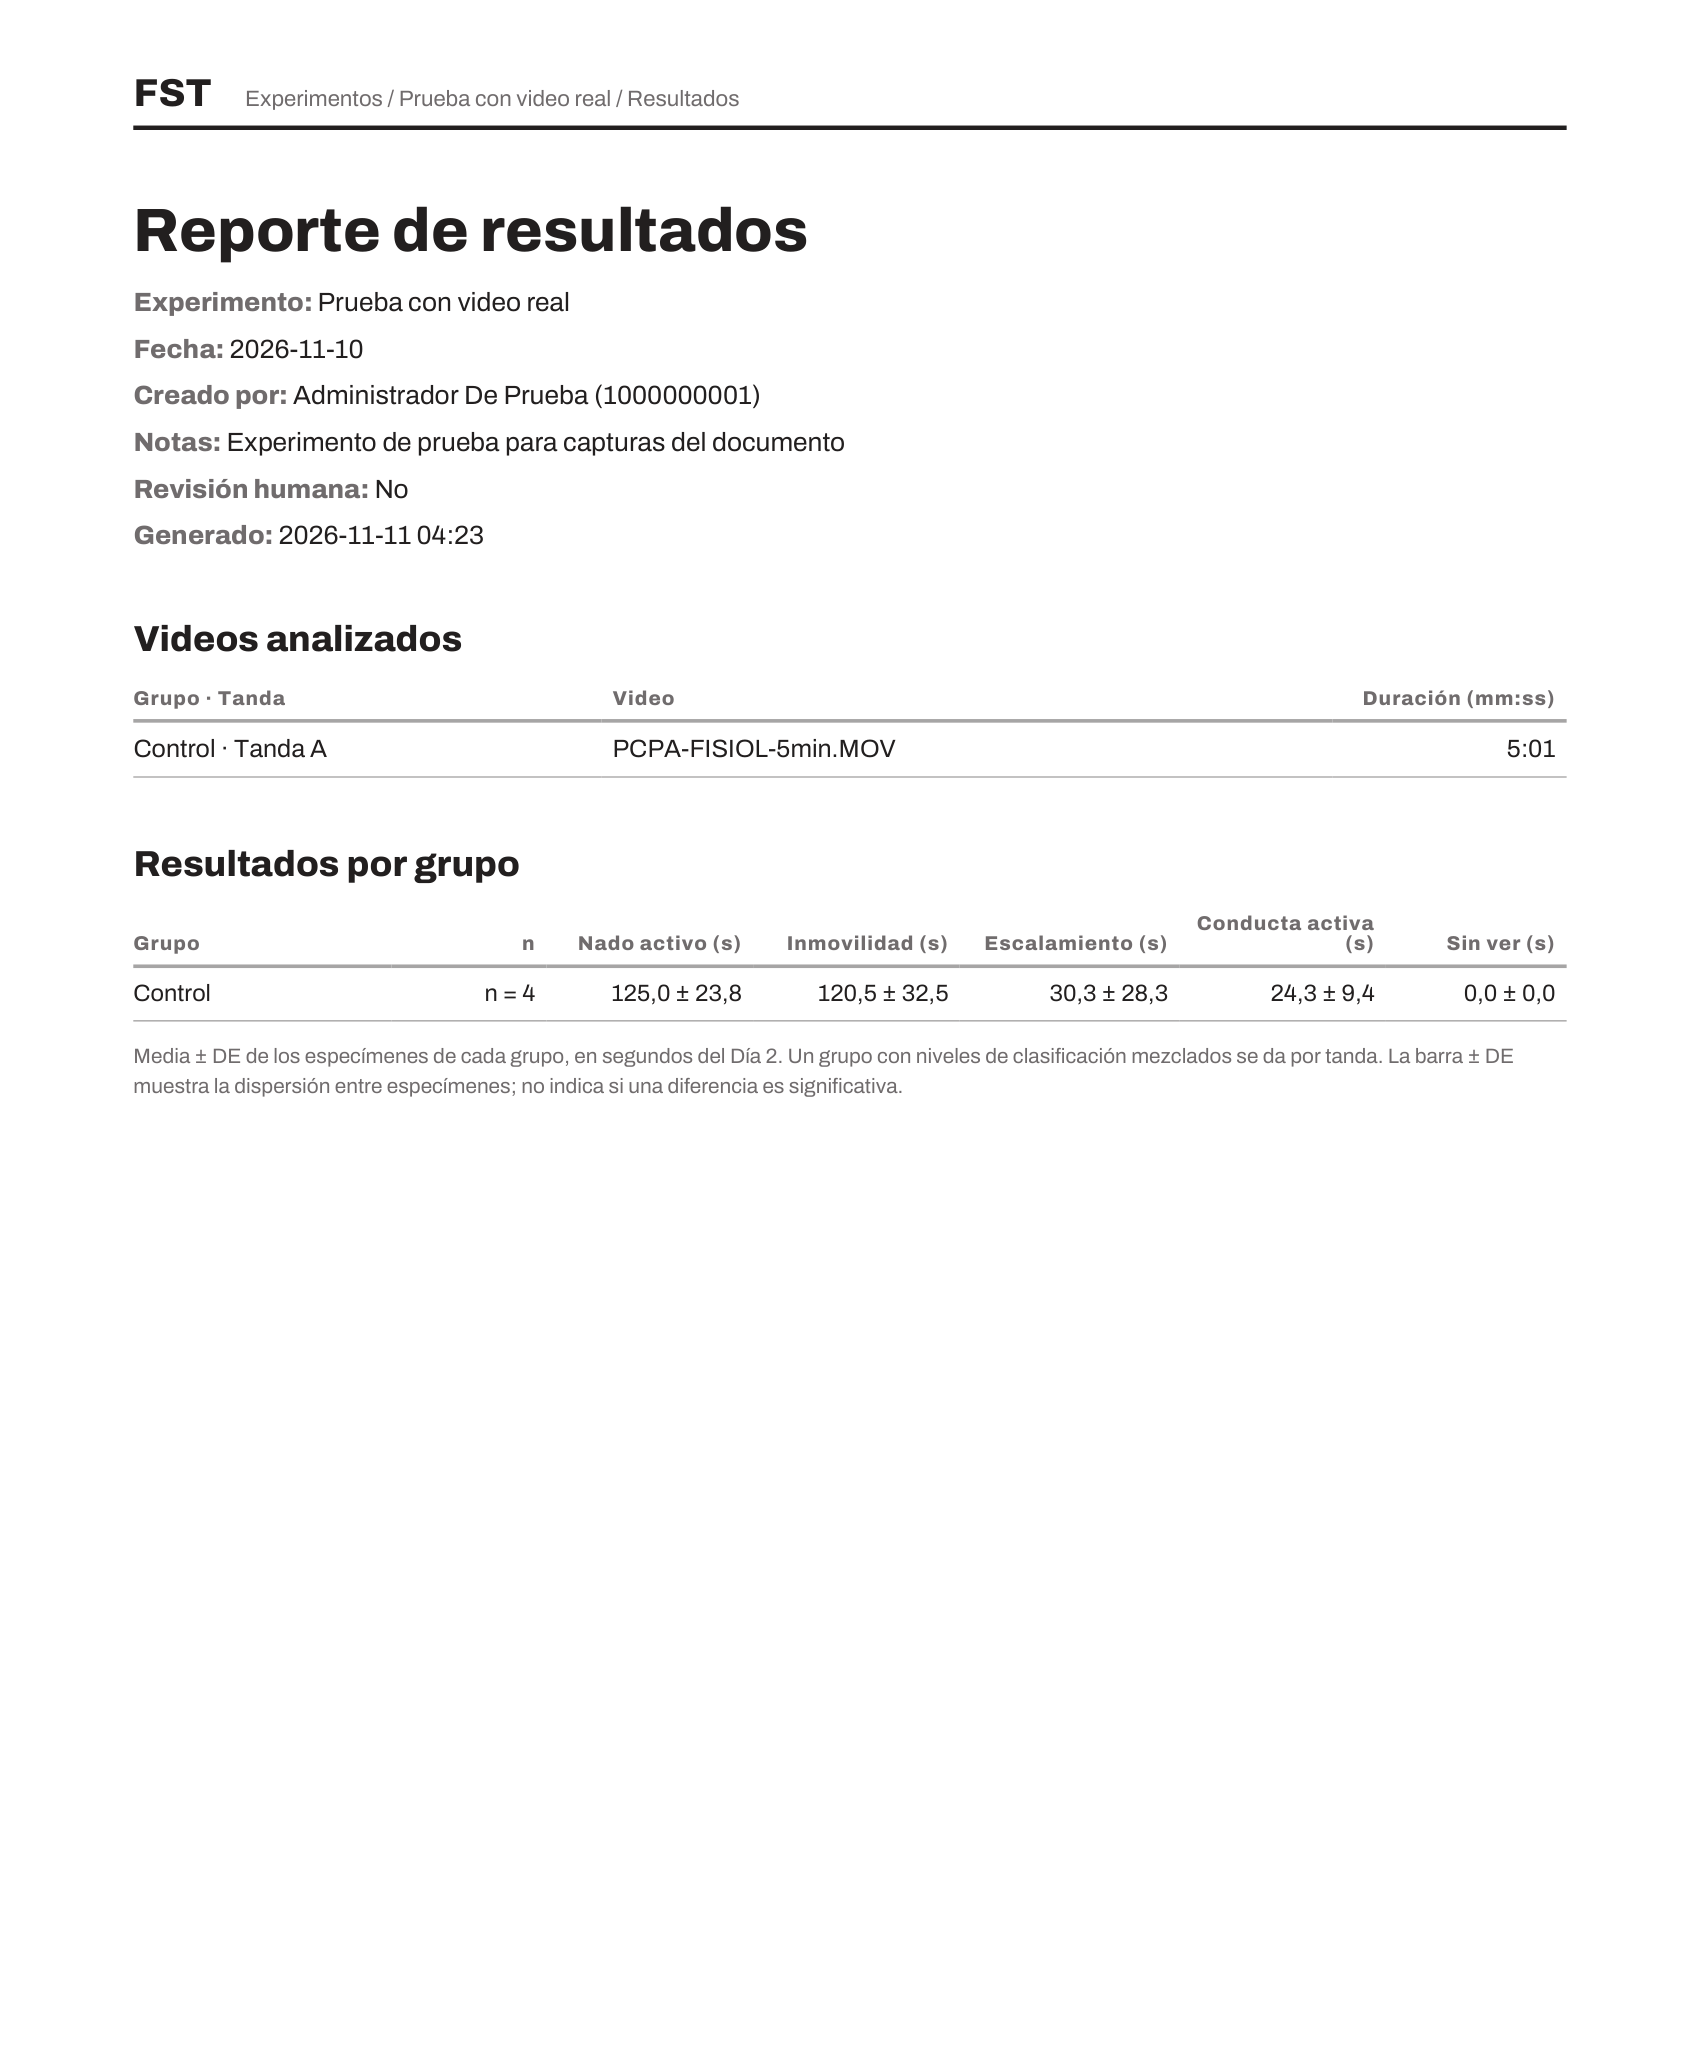 FST Experimentos / Prueba con video real / Resultados
Reporte de resultados
Experimento: Prueba con video real
Fecha: 2026-11-10
Creado por: Administrador De Prueba (1000000001)
Notas: Experimento de prueba para capturas del documento
Revisión humana: No
Generado: 2026-11-11 04:23
Videos analizados
Grupo · Tanda Video Duración (mm:ss)
Control · Tanda A PCPA-FISIOL-5min.MOV 5:01
Resultados por grupo
Grupo n Nado activo (s) Inmovilidad (s) Escalamiento (s) Conducta activa (s) Sin ver (s)
Control n = 4 125,0 ± 23,8 120,5 ± 32,5 30,3 ± 28,3 24,3 ± 9,4 0,0 ± 0,0
Media ± DE de los especímenes de cada grupo, en segundos del Día 2. Un grupo con niveles de clasificación mezclados se da por tanda. La barra ± DE
muestra la dispersión entre especímenes; no indica si una diferencia es significativa.